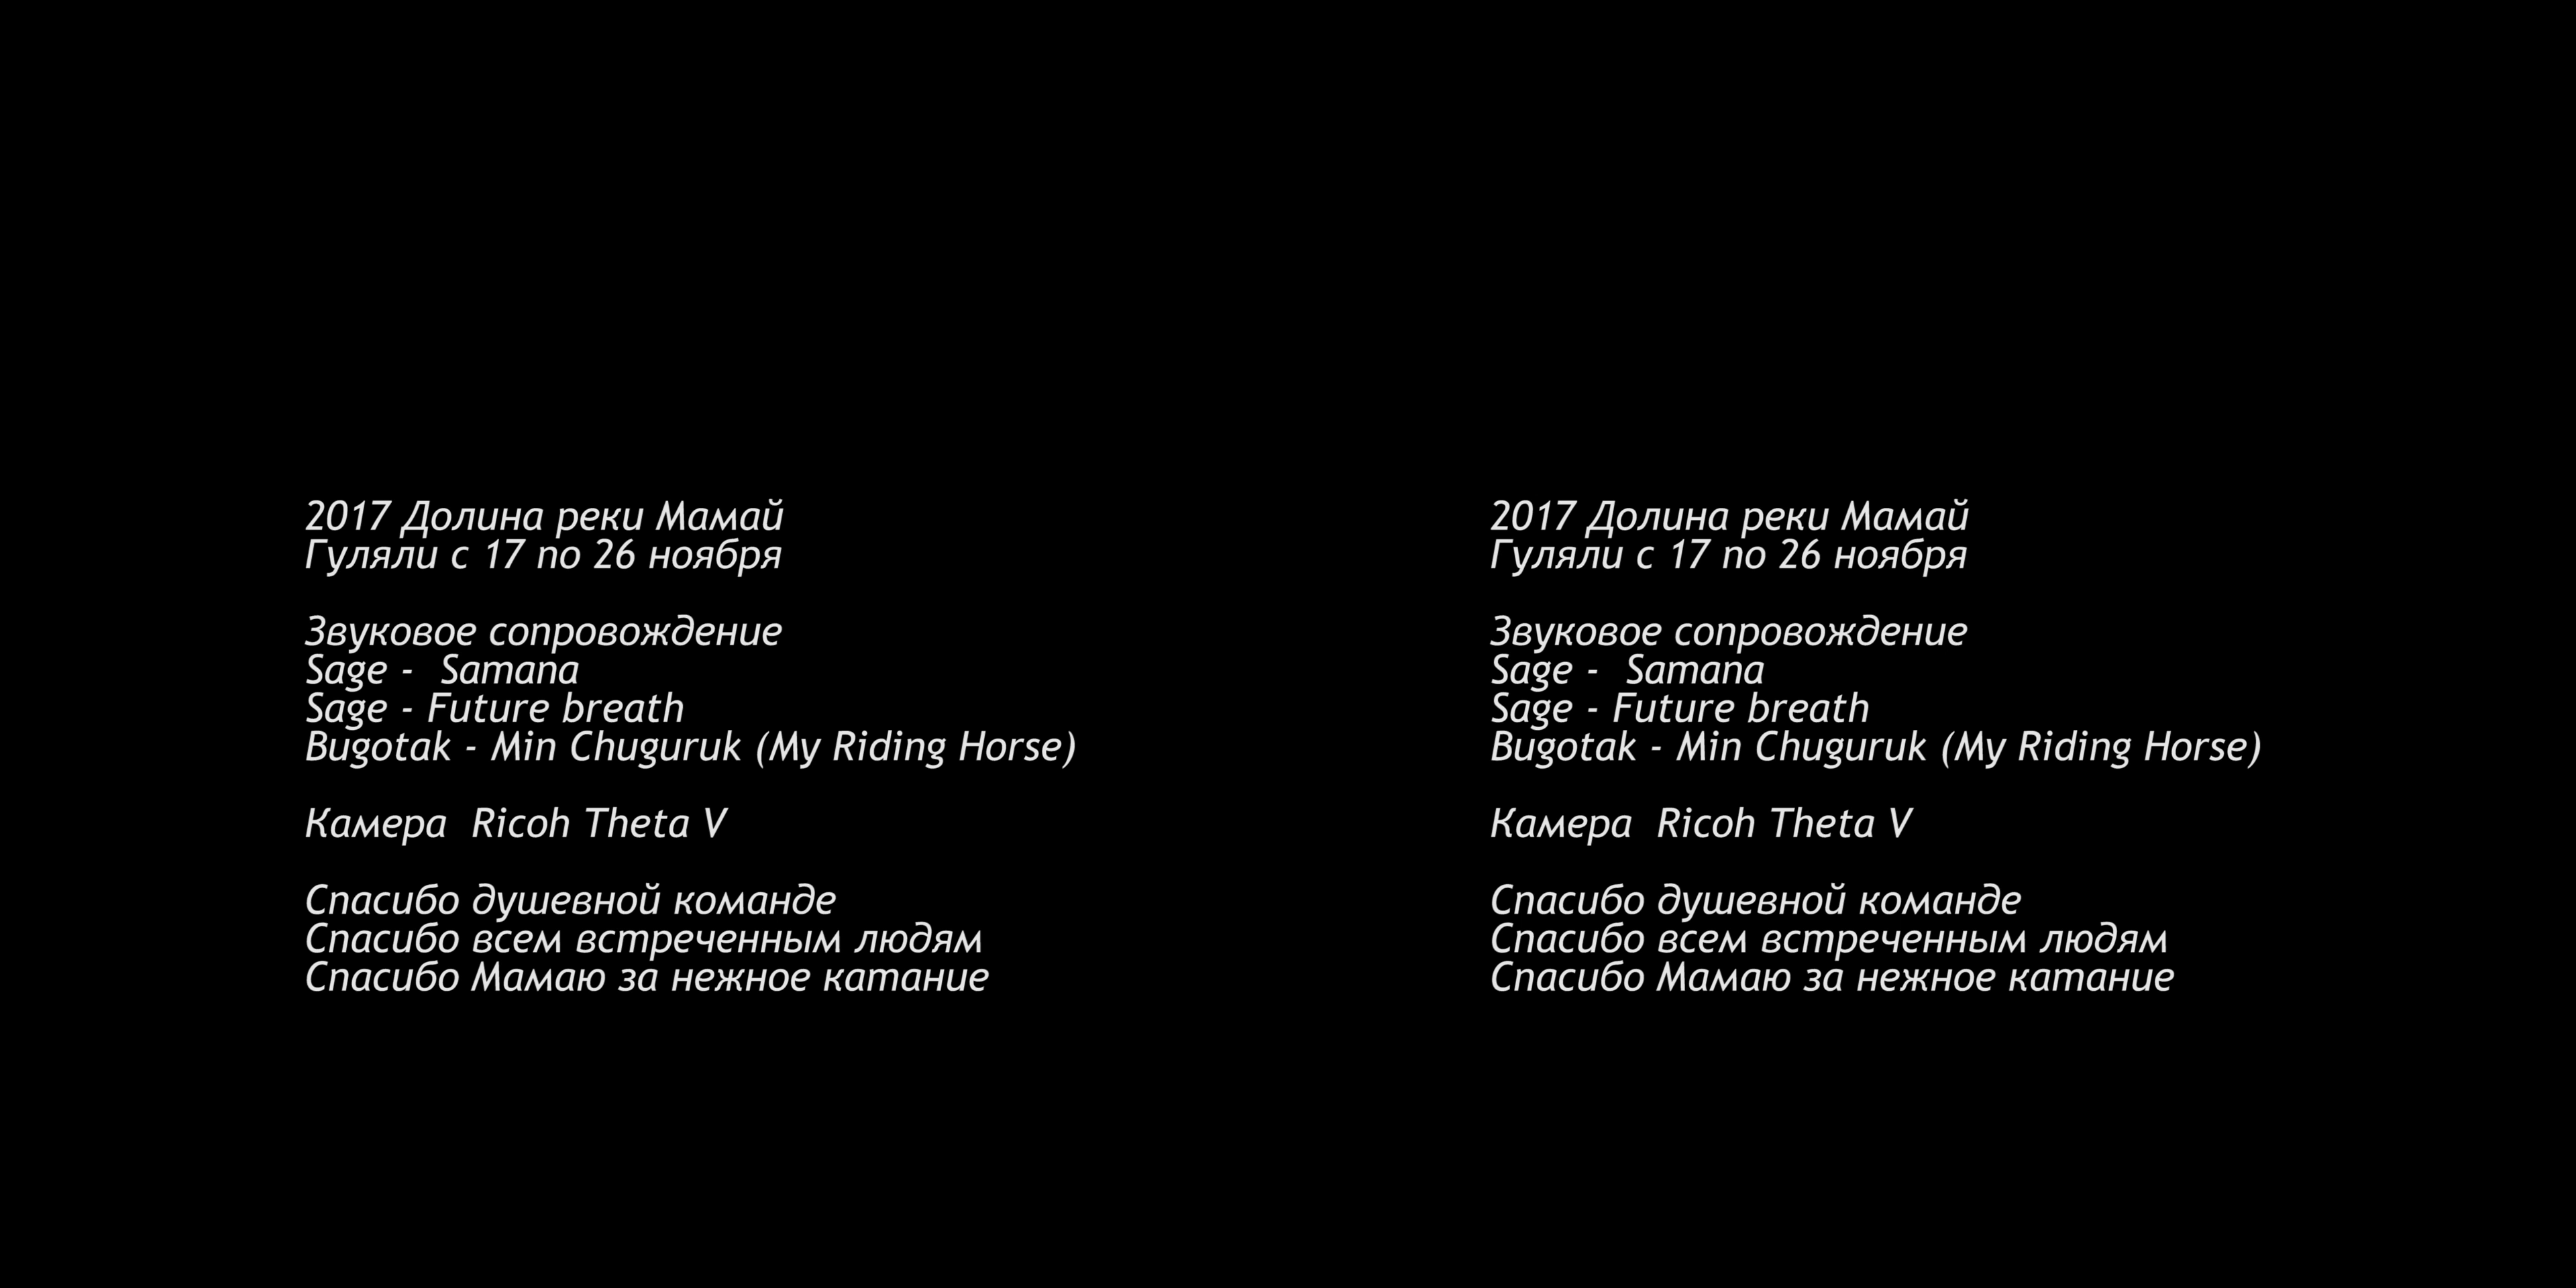 2017 Долина реки Мамай
Гуляли с 17 по 26 ноября
Звуковое сопровождение
Sage -  Samana
Sage - Future breath
Bugotak - Min Chuguruk (My Riding Horse)
Камера  Ricoh Theta V
Спасибо душевной команде
Спасибо всем встреченным людям
Спасибо Мамаю за нежное катание
2017 Долина реки Мамай
Гуляли с 17 по 26 ноября
Звуковое сопровождение
Sage -  Samana
Sage - Future breath
Bugotak - Min Chuguruk (My Riding Horse)
Камера  Ricoh Theta V
Спасибо душевной команде
Спасибо всем встреченным людям
Спасибо Мамаю за нежное катание